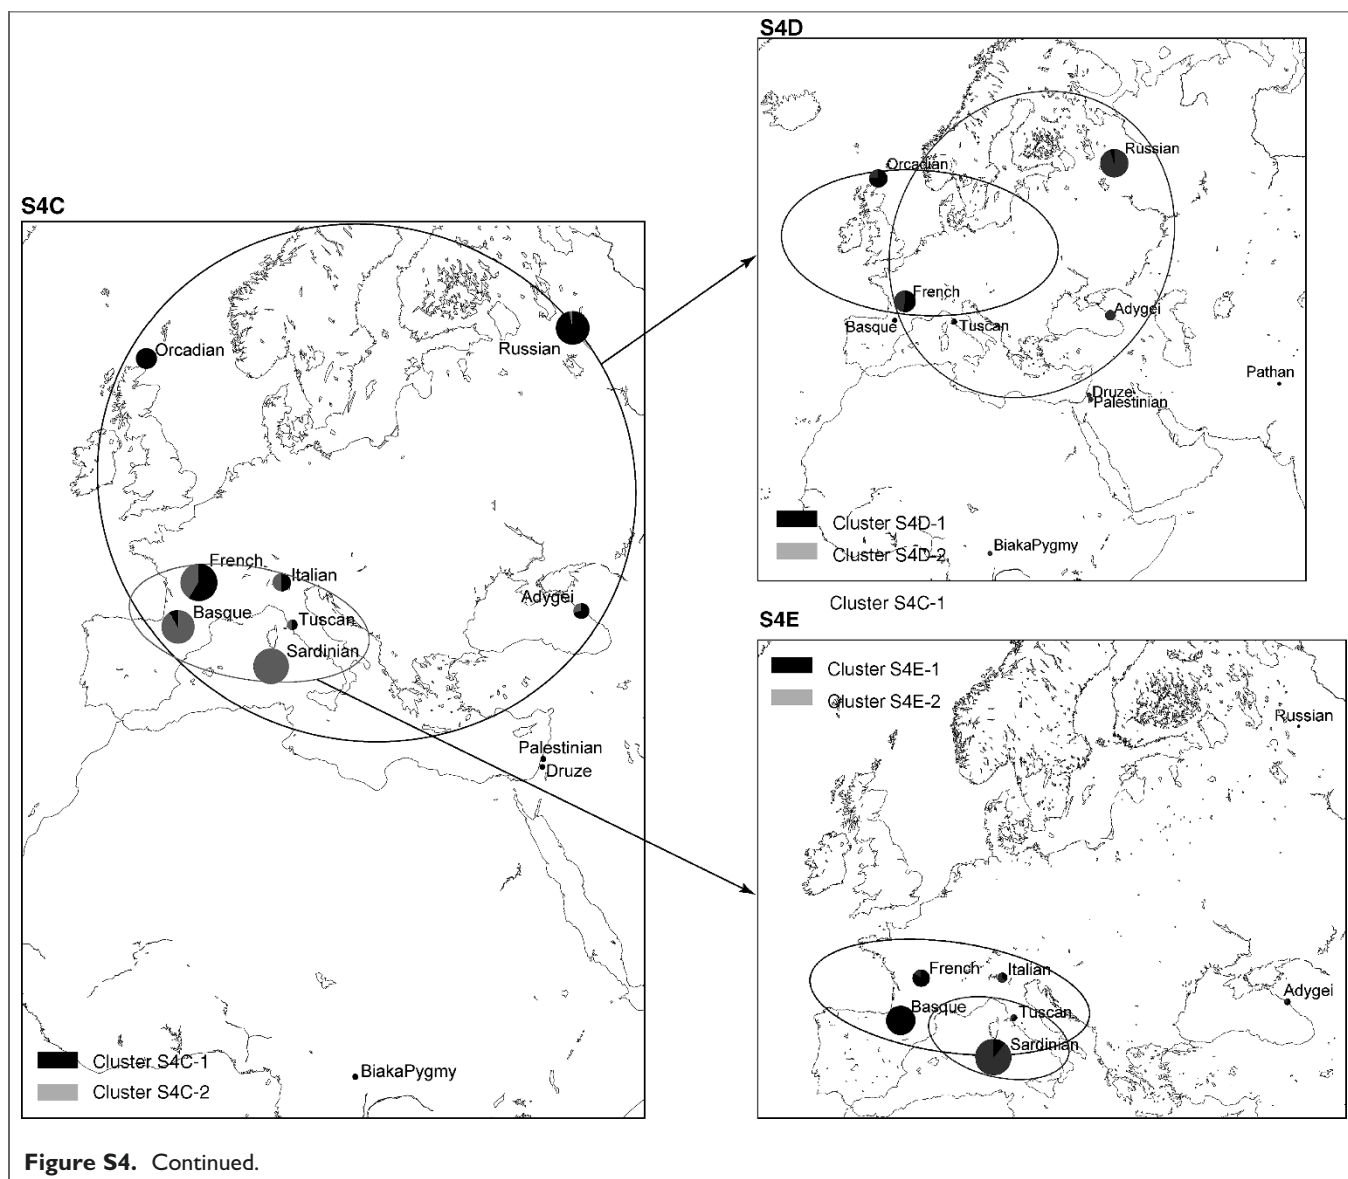 S4C
Orcadian
Russian
French
Italian
Basque
Tuscan
Sardinian
Adygei
Palestinian
Druze
BiakaPygmy
Cluster S4C-1
Cluster S4C-2
S4D
Orcadian
Russian
French
Basque
Tuscan
Adygei
Pathan
Druze
Palestinian
BiakaPygmy
Cluster S4D-1
Cluster S4D-2
Cluster S4C-1
S4E
Cluster S4E-1
Cluster S4E-2
Russian
French
Italian
Basque
Tuscan
Sardinian
Adygei
Figure S4. Continued.